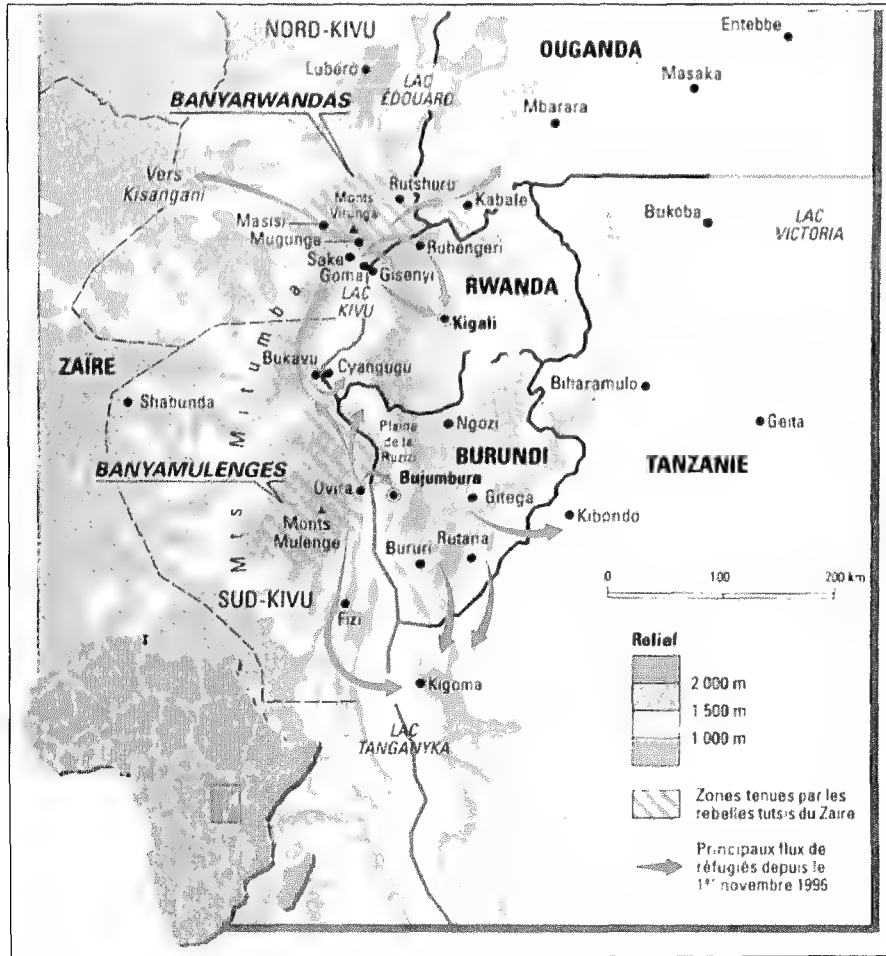 NORD-KIVU
OUGANDA
Entebbe
Lubero
LAC
ÉDOUARD
Masaka
BANYARWANDAS
Mbarara
Vers
Kisangani
Rutshuru
Monts
Virunga
Kabale
Masisi
Mugunga
Bukoba
LAC
VICTORIA
Ruhengeri
Sake
Goma
Gisenyi
LAC
KIVU
RWANDA
Kigali
ZAÏRE
Bukavu
Cyangugu
Mts Mitumba
Shabunda
Biharamulo
Geita
Plaine
de la
Ruzizi
Ngozi
BURUNDI
TANZANIE
BANYAMULENGES
Uvira
Bujumbura
Gitega
Kibondo
Monts
Mulenge
Bururi
Rutana
0 100 200 km
SUD-KIVU
Fizi
Kigoma
LAC
TANGANYKA
Relief
2 000 m
1 500 m
1 000 m
Zones tenues par les
rebelles tutsis du Zaïre
Principaux flux de
réfugiés depuis le
1er novembre 1996